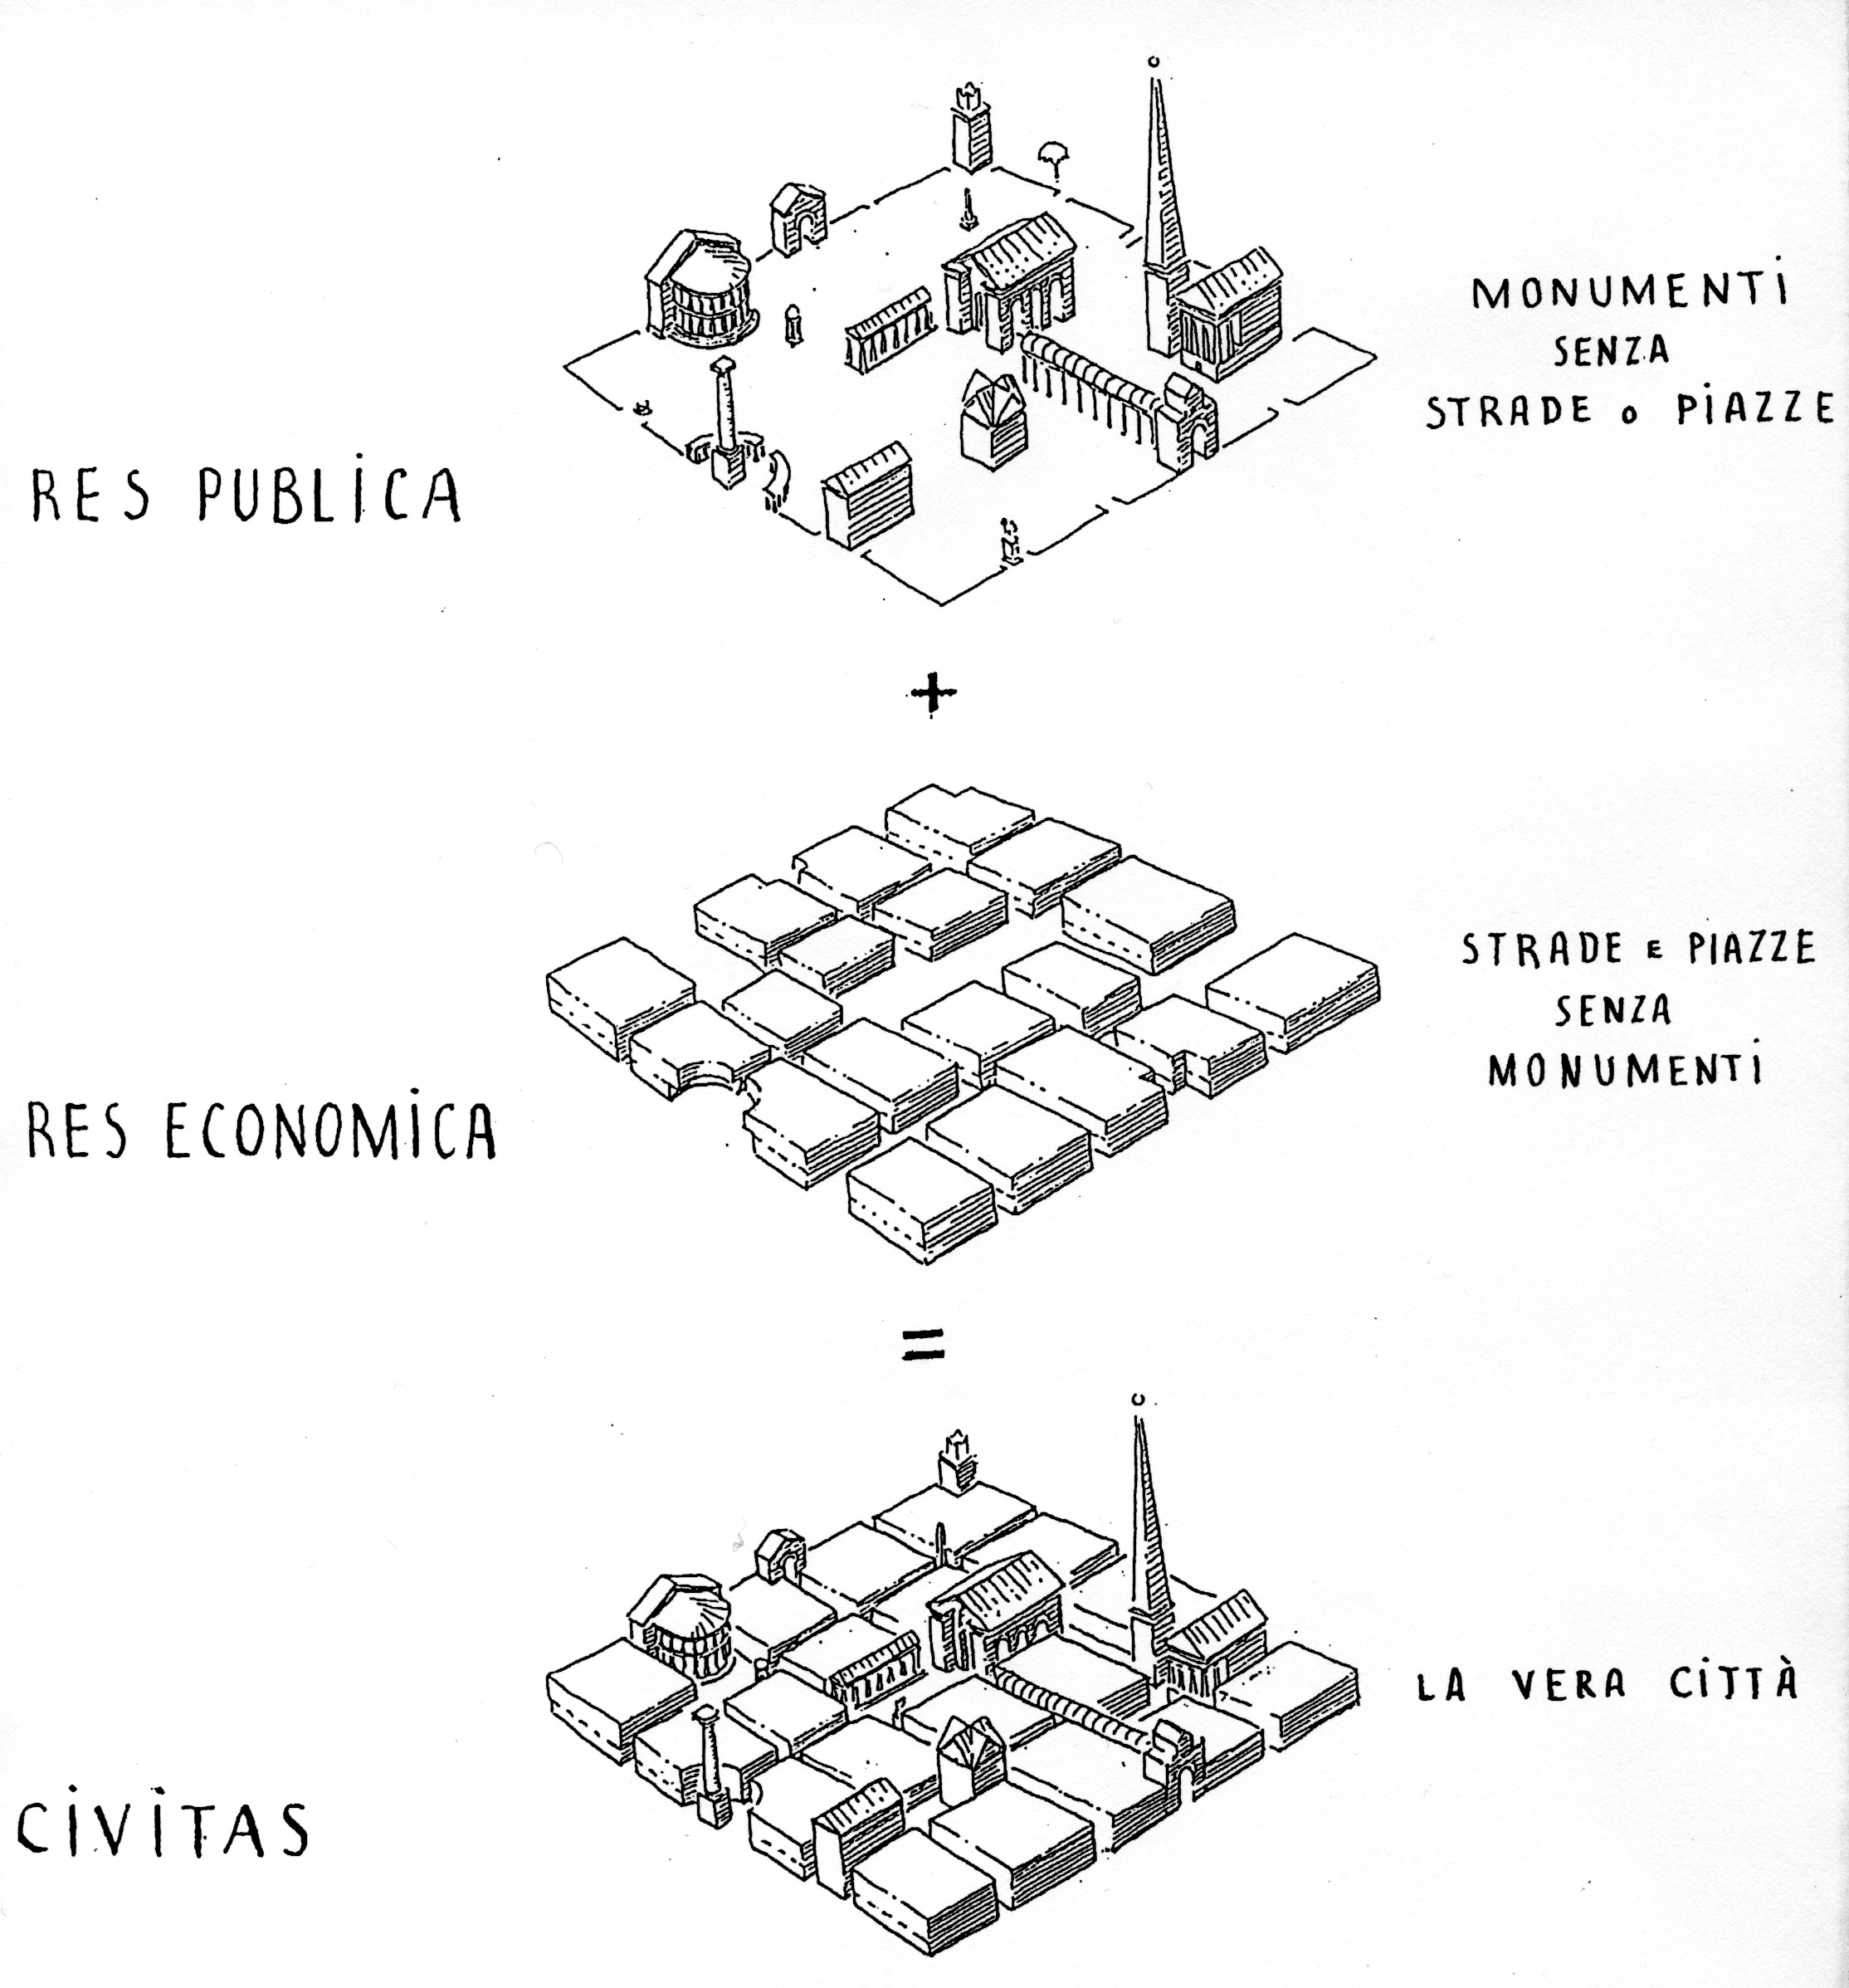 MONUMENTI
SENZA
STRADE o PIAZZE
RES PUBLICA
+
STRADE E PIAZZE
SENZA
MONUMENTI
RES ECONOMICA
=
LA VERA CITTÀ
CIVITAS